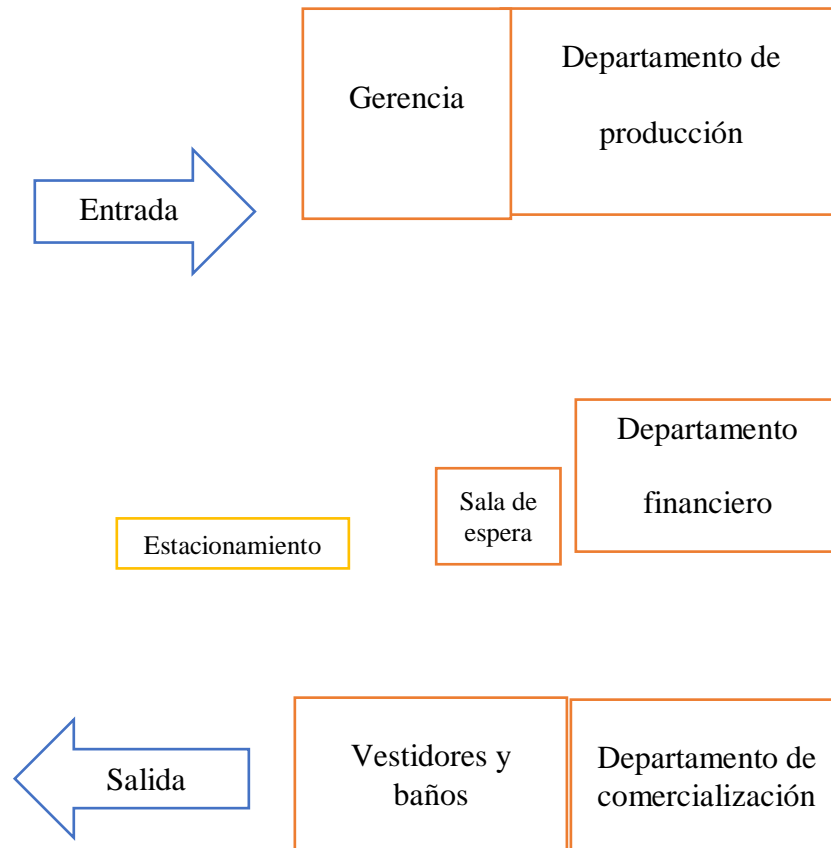 Gerencia
Departamento de
producción
Entrada
Departamento
financiero
Sala de
espera
Estacionamiento
Salida
Vestidores y
baños
Departamento de
comercialización